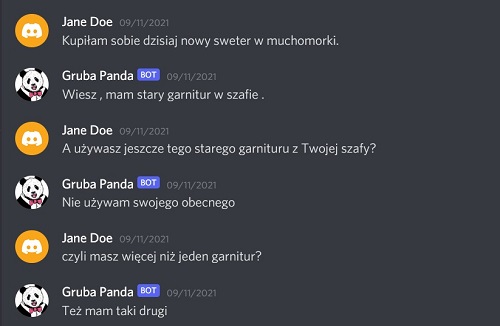 Jane Doe 09/11/2021
Kupiłam sobie dzisiaj nowy sweter w muchomorki.
Gruba Panda BOT 09/11/2021
Wiesz , mam stary garnitur w szafie .
Jane Doe 09/11/2021
A używasz jeszcze tego starego garnituru z Twojej szafy?
Gruba Panda BOT 09/11/2021
Nie używam swojego obecnego
Jane Doe 09/11/2021
czyli masz więcej niż jeden garnitur?
Gruba Panda BOT 09/11/2021
Też mam taki drugi